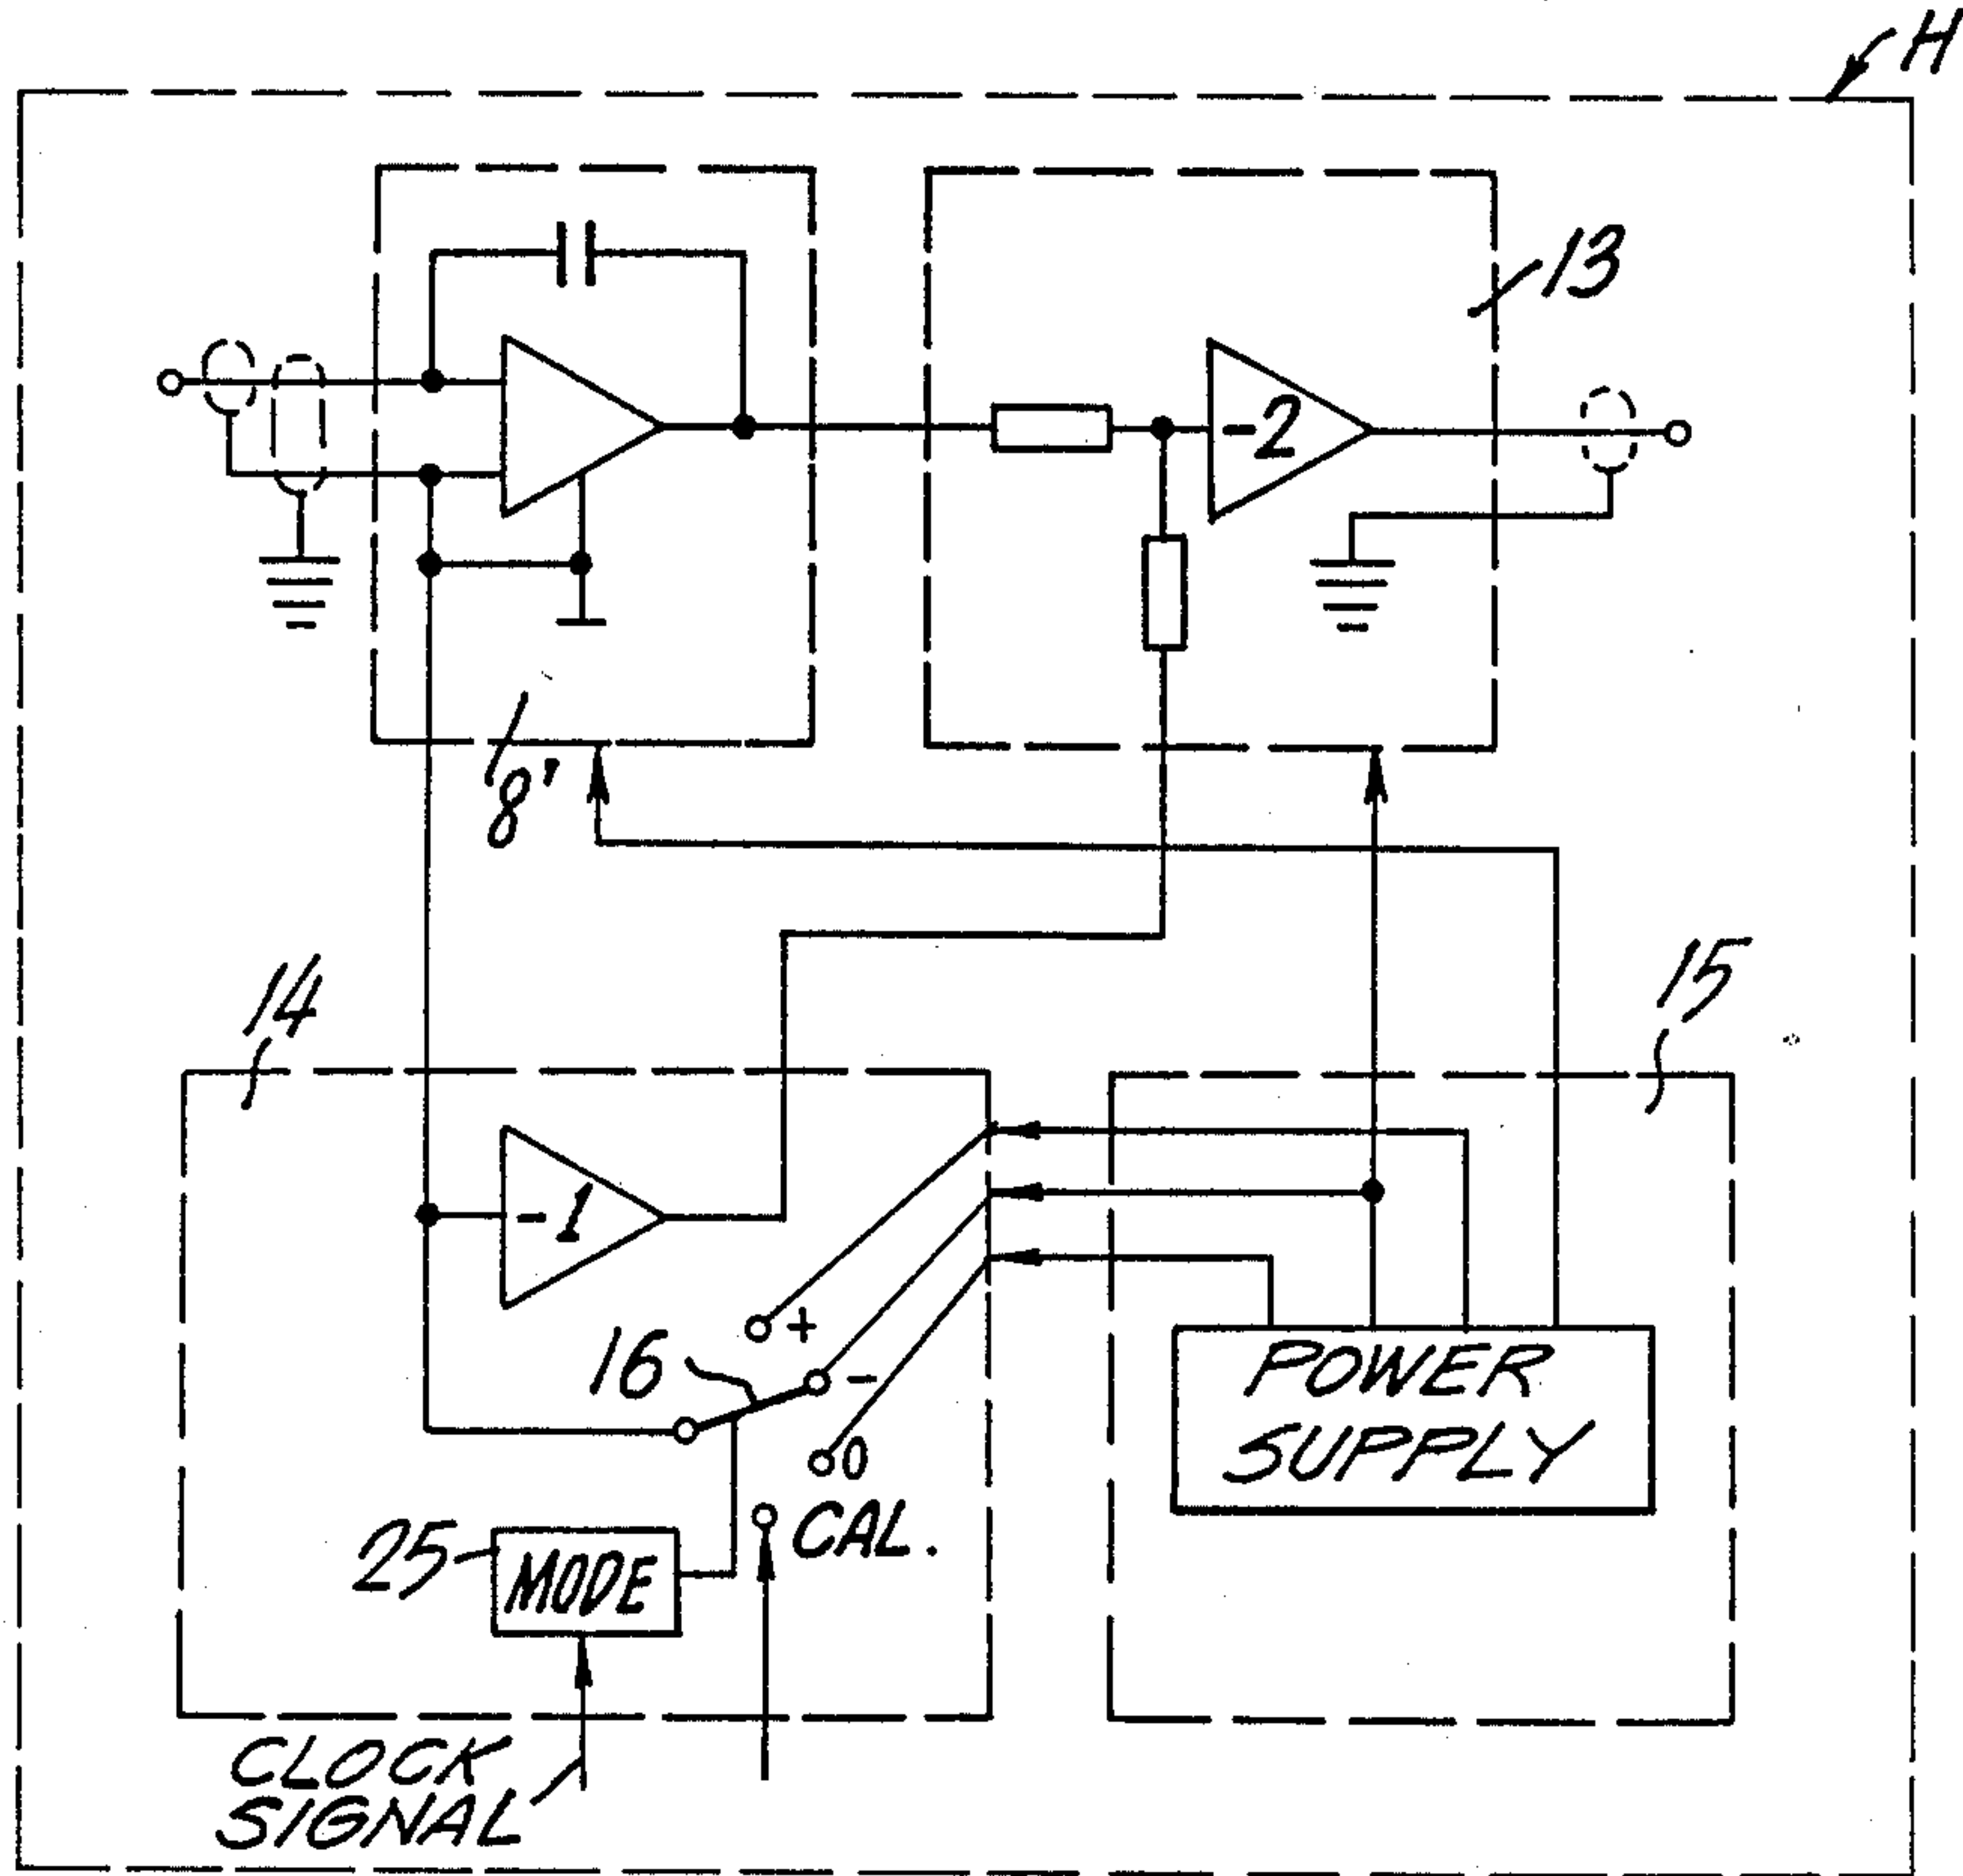 H
13
-2
8'
14
15
-1
+
16
-
0
POWER
SUPPLY
CAL.
25
MODE
CLOCK
SIGNAL